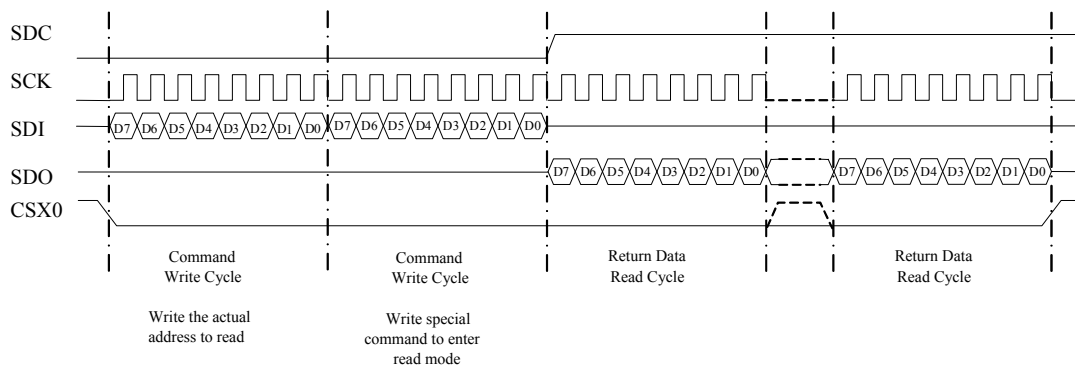 SDC
SCK
SDI
D7 D6 D5 D4 D3 D2 D1 D0 D7 D6 D5 D4 D3 D2 D1 D0
SDO
D7 D6 D5 D4 D3 D2 D1 D0 D7 D6 D5 D4 D3 D2 D1 D0
CSX0
Command
Write Cycle
Write the actual
address to read
Command
Write Cycle
Write special
command to enter
read mode
Return Data
Read Cycle
Return Data
Read Cycle